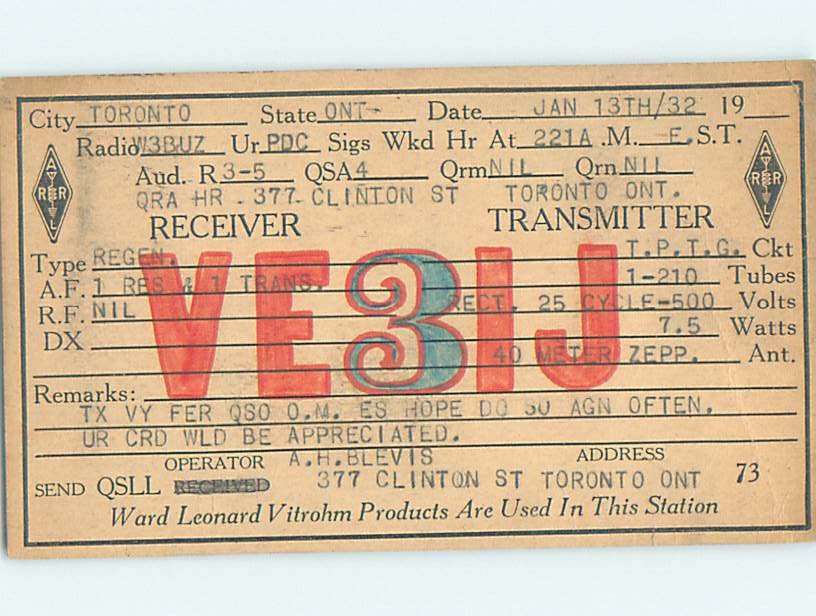 City TORONTO State ONT- Date JAN 13TH/32 19
Radio W3BUZ Ur PDC Sigs Wkd Hr At 221A .M. E.S.T.
Aud. R3-5 QSA4 Qrm NIL Qrn NIL
QRA HR . 377 CLINTON ST TORONTO ONT.
A R R L
A R R L
RECEIVER TRANSMITTER
Type REGEN. T.P.T.G. Ckt
A.F. 1 RES & 1 TRANS. 1-210 Tubes
R.F. NIL RECT. 25 CYCLE-500 Volts
DX 7.5 Watts
40 METER ZEPP. Ant.
VE3IJ
Remarks:
TX VY FER QSO O.M. ES HOPE DO SO AGN OFTEN.
UR CRD WLD BE APPRECIATED.
OPERATOR A.H.BLEVIS ADDRESS
SEND QSLL RECEIVED 377 CLINTON ST TORONTO ONT 73
Ward Leonard Vitrohm Products Are Used In This Station